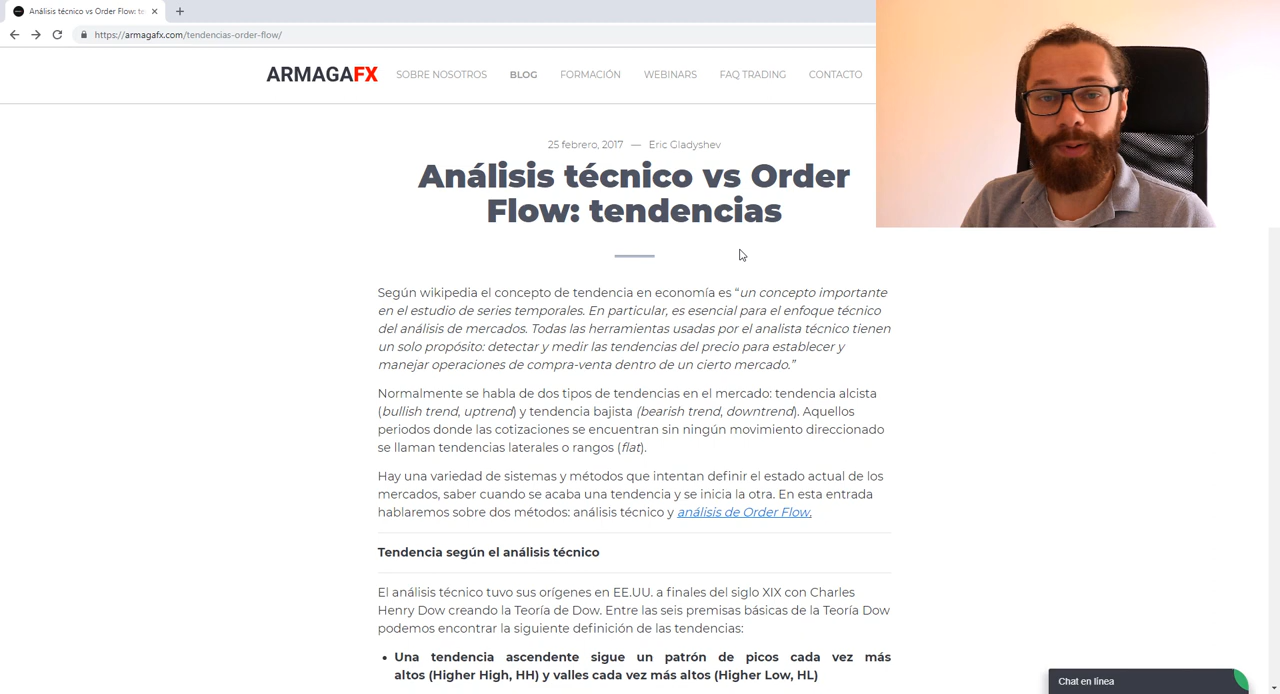 Análisis técnico vs Order Flow: te
https://armagafx.com/tendencias-order-flow/
ARMAGAFX SOBRE NOSOTROS BLOG FORMACIÓN WEBINARS FAQ TRADING CONTACTO
25 febrero, 2017 — Eric Gladyshev
Análisis técnico vs Order
Flow: tendencias
Según wikipedia el concepto de tendencia en economía es “un concepto importante
en el estudio de series temporales. En particular, es esencial para el enfoque técnico
del análisis de mercados. Todas las herramientas usadas por el analista técnico tienen
un solo propósito: detectar y medir las tendencias del precio para establecer y
manejar operaciones de compra-venta dentro de un cierto mercado.”
Normalmente se habla de dos tipos de tendencias en el mercado: tendencia alcista
(bullish trend, uptrend) y tendencia bajista (bearish trend, downtrend). Aquellos
periodos donde las cotizaciones se encuentran sin ningún movimiento direccionado
se llaman tendencias laterales o rangos (flat).
Hay una variedad de sistemas y métodos que intentan definir el estado actual de los
mercados, saber cuando se acaba una tendencia y se inicia la otra. En esta entrada
hablaremos sobre dos métodos: análisis técnico y análisis de Order Flow.
Tendencia según el análisis técnico
El análisis técnico tuvo sus orígenes en EE.UU. a finales del siglo XIX con Charles
Henry Dow creando la Teoría de Dow. Entre las seis premisas básicas de la Teoría Dow
podemos encontrar la siguiente definición de las tendencias:
• Una tendencia ascendente sigue un patrón de picos cada vez más
altos (Higher High, HH) y valles cada vez más altos (Higher Low, HL)
Chat en línea